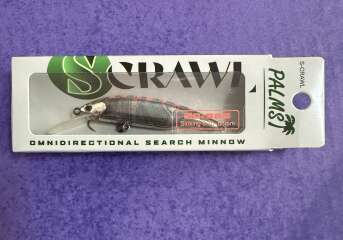 SCRAWL
OMNIDIRECTIONAL SEARCH MINNOW
S-CRAWL
PALMS